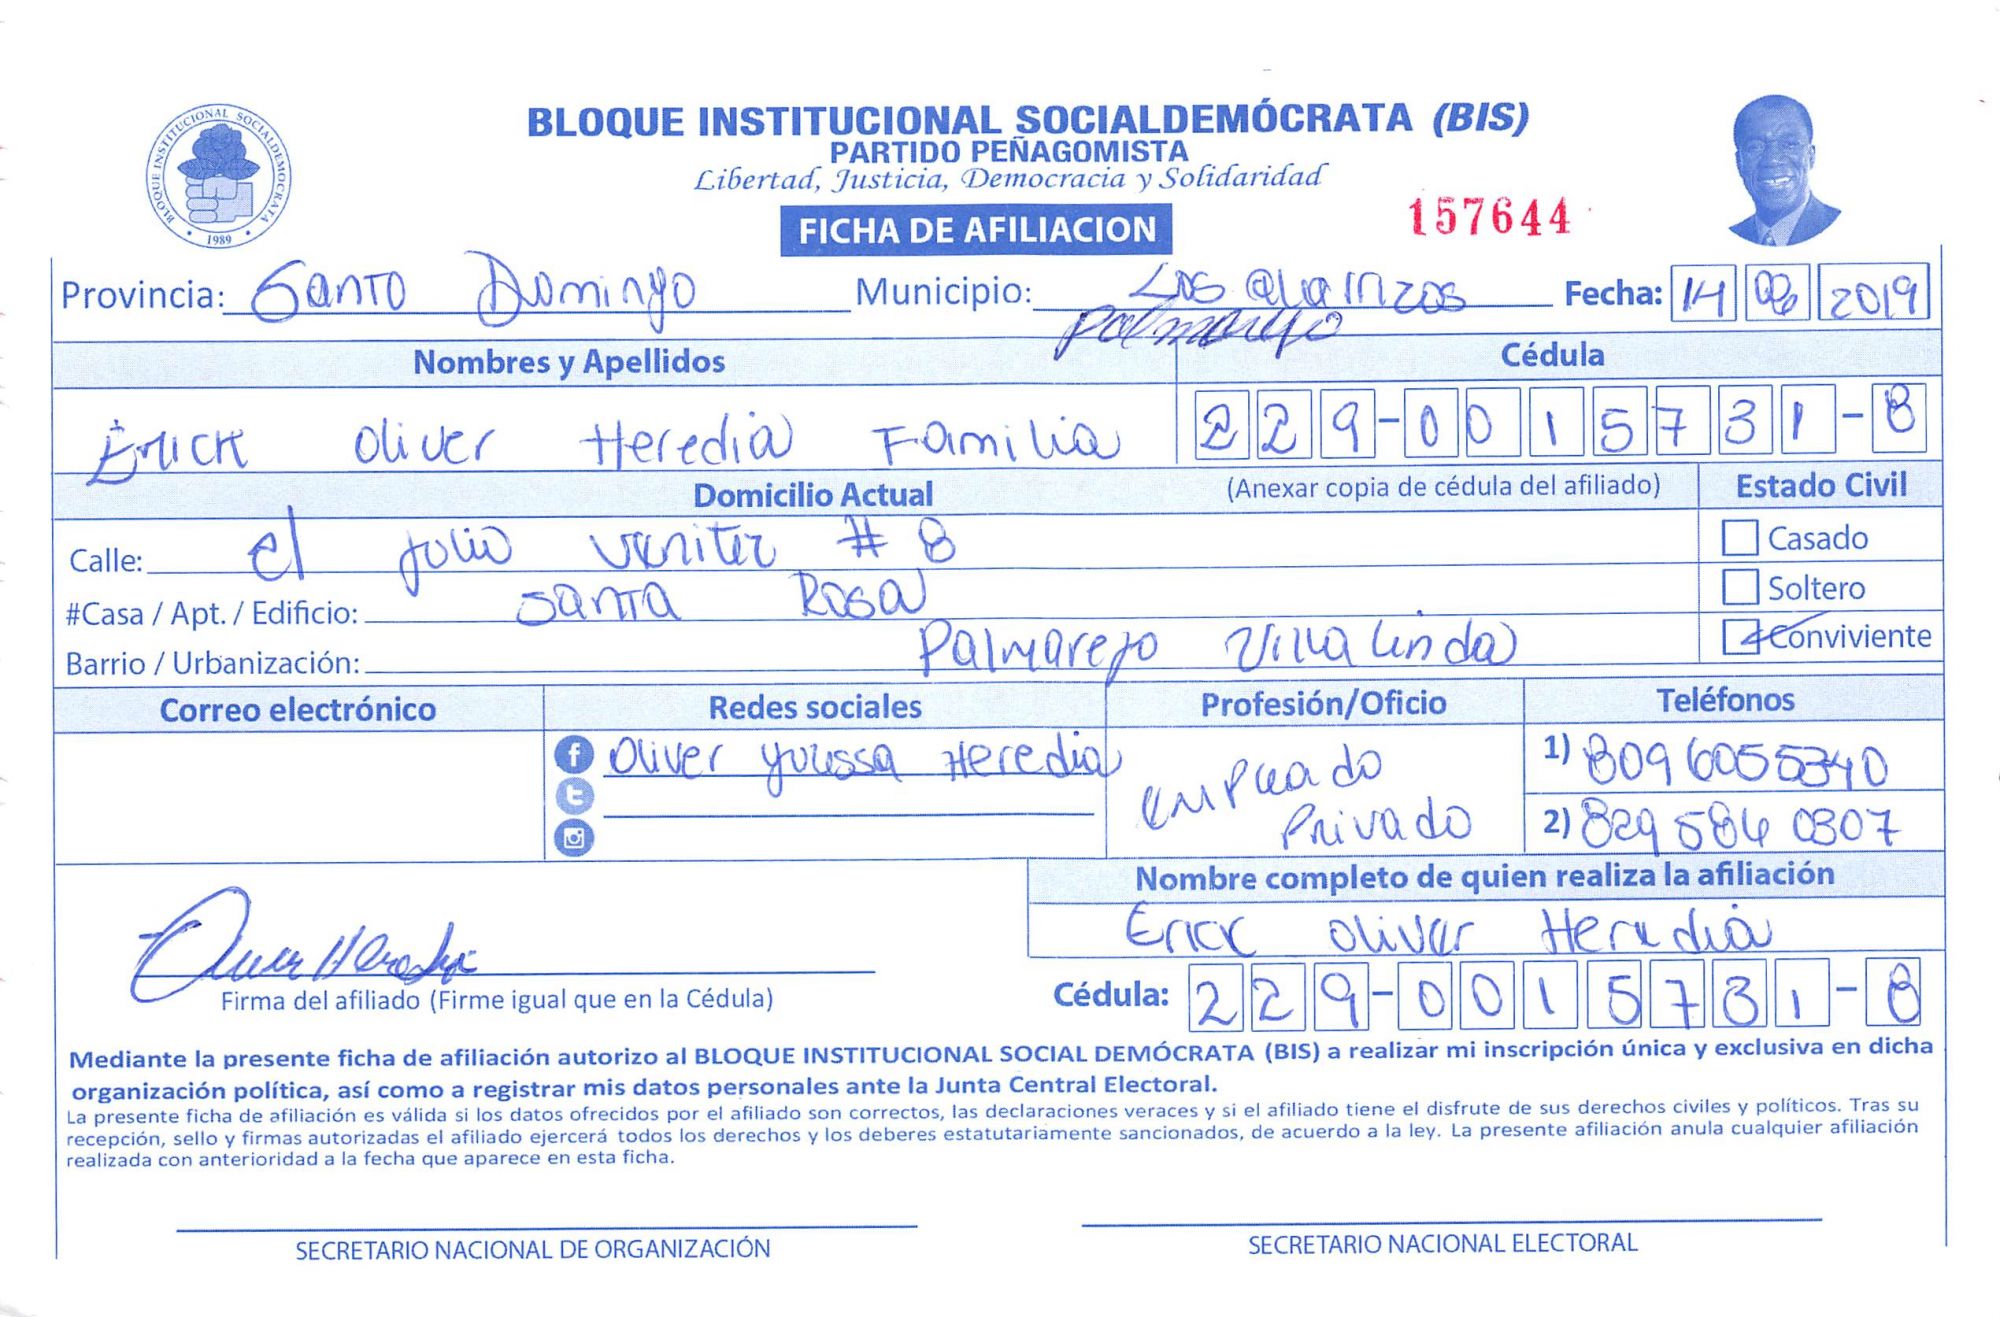 BLOQUE INSTITUCIONAL SOCIALDEMOCRATA
1989
BLOQUE INSTITUCIONAL SOCIALDEMÓCRATA (BIS)
PARTIDO PEÑAGOMISTA
Libertad, Justicia, Democracia y Solidaridad
FICHA DE AFILIACION
157644
Provincia: Santo Domingo Municipio: Los Fecha: 14 2019
Palmarejo
Nombres y Apellidos Cédula
Erick Oliver Heredia Familia 229-0015731-8
Domicilio Actual (Anexar copia de cédula del afiliado) Estado Civil
Calle: el Julio # 8 Casado
#Casa / Apt. / Edificio: Santa Rosa Soltero
Barrio / Urbanización: Palmarejo Villa Linda Conviviente
Correo electrónico Redes sociales Profesión/Oficio Teléfonos
Oliver Heredia Empleado 1) 809 6055340
Privado 2) 829 5860307
Nombre completo de quien realiza la afiliación
Erick Oliver Heredia
Firma del afiliado (Firme igual que en la Cédula) Cédula: 229-0015731-8
Mediante la presente ficha de afiliación autorizo al BLOQUE INSTITUCIONAL SOCIAL DEMÓCRATA (BIS) a realizar mi inscripción única y exclusiva en dicha
organización política, así como a registrar mis datos personales ante la Junta Central Electoral.
La presente ficha de afiliación es válida si los datos ofrecidos por el afiliado son correctos, las declaraciones veraces y si el afiliado tiene el disfrute de sus derechos civiles y políticos. Tras su
recepción, sello y firmas autorizadas el afiliado ejercerá todos los derechos y los deberes estatutariamente sancionados, de acuerdo a la ley. La presente afiliación anula cualquier afiliación
realizada con anterioridad a la fecha que aparece en esta ficha.
SECRETARIO NACIONAL DE ORGANIZACIÓN SECRETARIO NACIONAL ELECTORAL